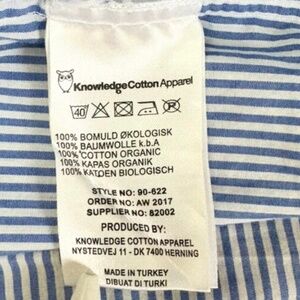 KnowledgeCotton Apparel
40
100% BOMULD ØKOLOGISK
100% BAUMWOLLE k.b.A
100% COTTON ORGANIC
100% KAPAS ORGANIK
100% KATOEN BIOLOGISCH
STYLE NO: 90-622
ORDER NO: AW 2017
SUPPLIER NO: 82002
PRODUCED BY:
KNOWLEDGE COTTON APPAREL
NYSTEDVEJ 11 - DK 7400 HERNING
MADE IN TURKEY
DIBUAT DI TURKI